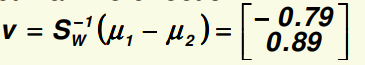 v = S_W^{-1}(μ_1 − μ_2) = [ − 0.79
0.89 ]